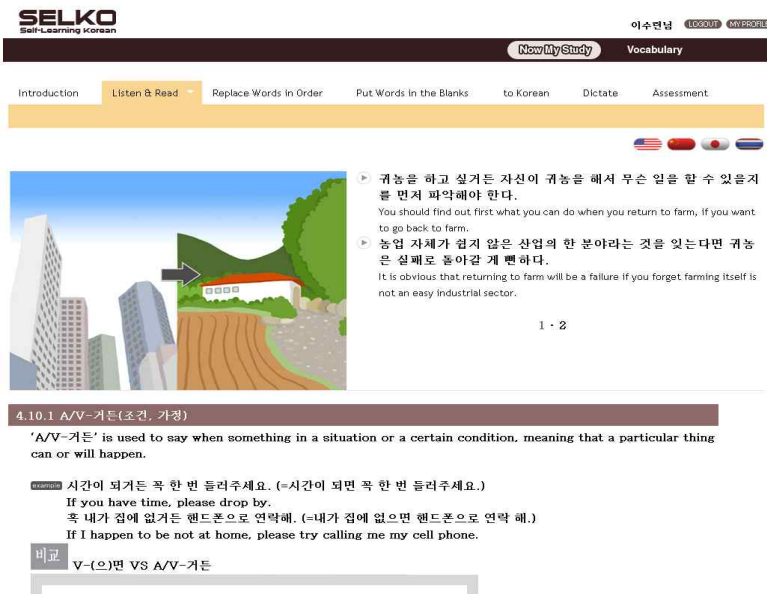 SELKO
Self-Learning Korean
이수련님 LOGOUT MY PROFILE
Now My Study Vocabulary
Introduction Listen & Read Replace Words in Order Put Words in the Blanks to Korean Dictate Assessment
귀농을 하고 싶거든 자신이 귀농을 해서 무슨 일을 할 수 있을지
를 먼저 파악해야 한다.
You should find out first what you can do when you return to farm, if you want
to go back to farm.
농업 자체가 쉽지 않은 산업의 한 분야라는 것을 잊는다면 귀농
은 실패로 돌아갈 게 뻔하다.
It is obvious that returning to farm will be a failure if you forget farming itself is
not an easy industrial sector.
1 · 2
4.10.1 A/V-거든(조건, 가정)
'A/V-거든' is used to say when something in a situation or a certain condition, meaning that a particular thing
can or will happen.
example 시간이 되거든 꼭 한 번 들러주세요. (=시간이 되면 꼭 한 번 들러주세요.)
If you have time, please drop by.
혹 내가 집에 없거든 핸드폰으로 연락해. (=내가 집에 없으면 핸드폰으로 연락 해.)
If I happen to be not at home, please try calling me my cell phone.
비교 V-(으)면 VS A/V-거든